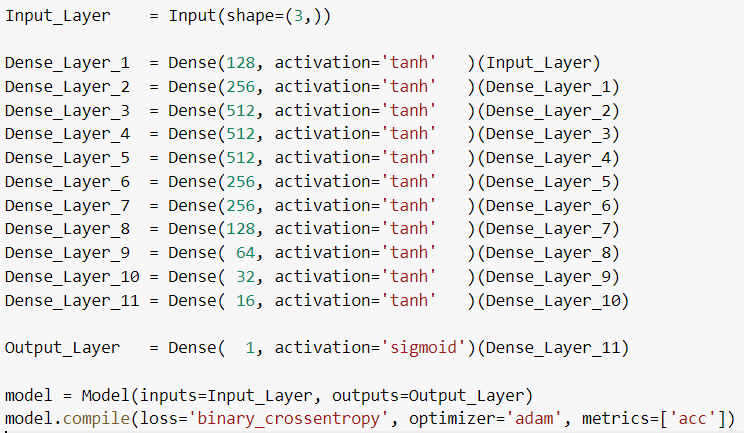 Input_Layer    = Input(shape=(3,))
Dense_Layer_1  = Dense(128, activation='tanh'   )(Input_Layer)
Dense_Layer_2  = Dense(256, activation='tanh'   )(Dense_Layer_1)
Dense_Layer_3  = Dense(512, activation='tanh'   )(Dense_Layer_2)
Dense_Layer_4  = Dense(512, activation='tanh'   )(Dense_Layer_3)
Dense_Layer_5  = Dense(512, activation='tanh'   )(Dense_Layer_4)
Dense_Layer_6  = Dense(256, activation='tanh'   )(Dense_Layer_5)
Dense_Layer_7  = Dense(256, activation='tanh'   )(Dense_Layer_6)
Dense_Layer_8  = Dense(128, activation='tanh'   )(Dense_Layer_7)
Dense_Layer_9  = Dense( 64, activation='tanh'   )(Dense_Layer_8)
Dense_Layer_10 = Dense( 32, activation='tanh'   )(Dense_Layer_9)
Dense_Layer_11 = Dense( 16, activation='tanh'   )(Dense_Layer_10)
Output_Layer   = Dense(  1, activation='sigmoid')(Dense_Layer_11)
model = Model(inputs=Input_Layer, outputs=Output_Layer)
model.compile(loss='binary_crossentropy', optimizer='adam', metrics=['acc'])